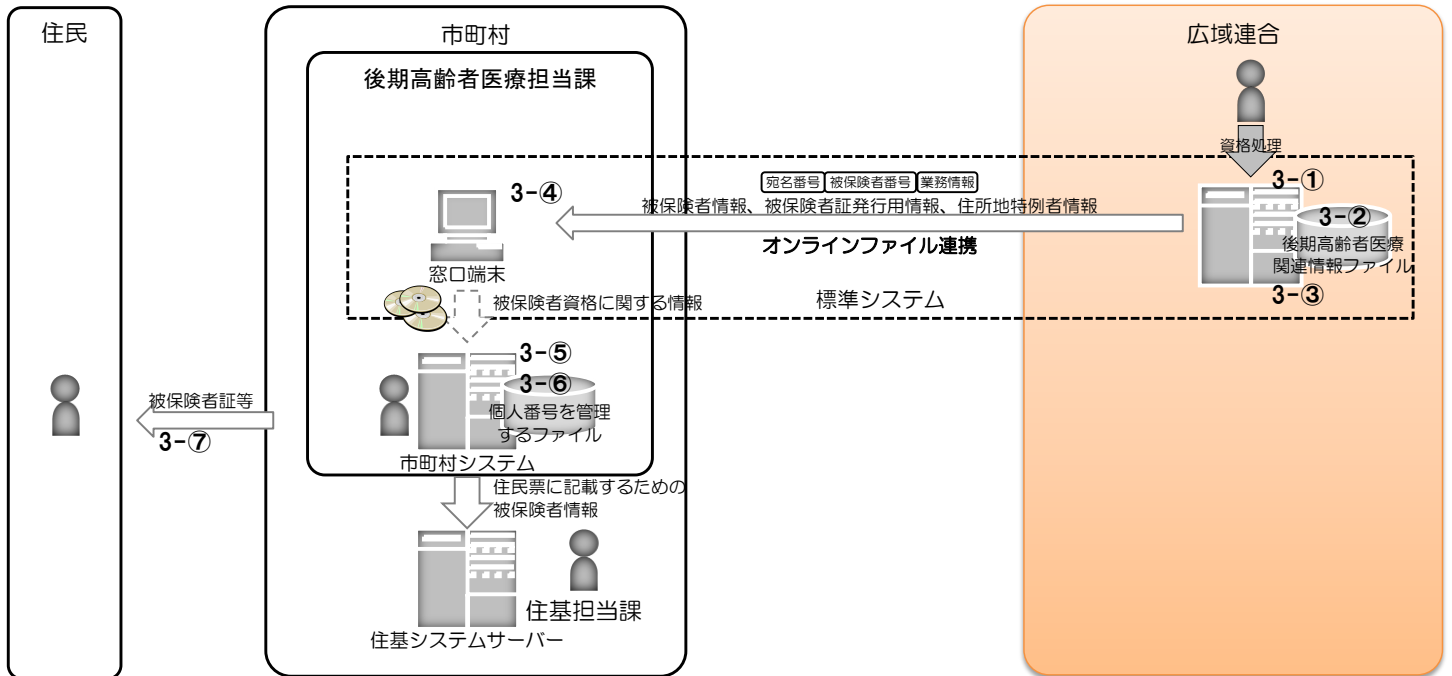 住民
市町村
広域連合
後期高齢者医療担当課
資格処理
宛名番号 被保険者番号 業務情報
3-①
3-④
被保険者情報、被保険者証発行用情報、住所地特例者情報
3-②
オンラインファイル連携
後期高齢者医療
関連情報ファイル
窓口端末
3-③
被保険者資格に関する情報
標準システム
3-⑤
3-⑥
被保険者証等
個人番号を管理
するファイル
3-⑦
市町村システム
住民票に記載するための
被保険者情報
住基担当課
住基システムサーバー